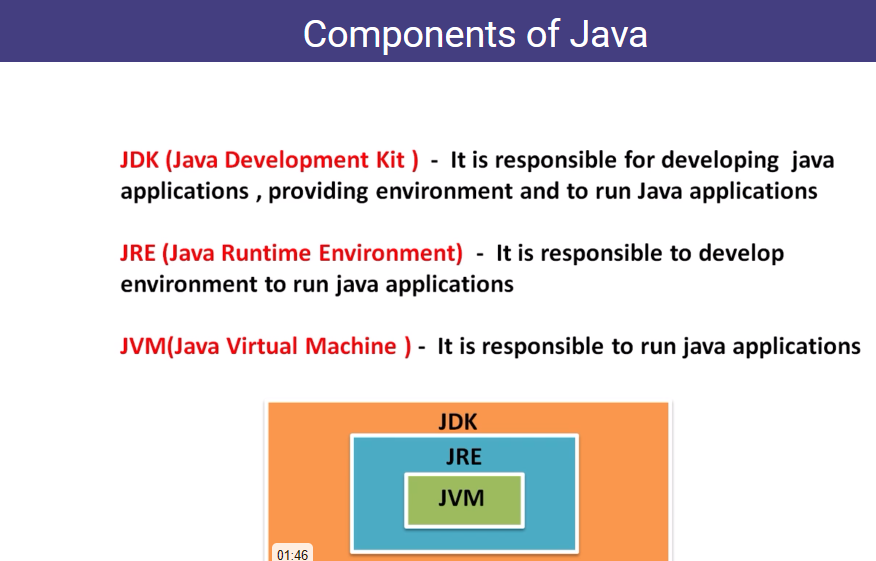 Components of Java
JDK (Java Development Kit ) - It is responsible for developing java
applications , providing environment and to run Java applications
JRE (Java Runtime Environment) - It is responsible to develop
environment to run java applications
JVM(Java Virtual Machine ) - It is responsible to run java applications
JDK
JRE
JVM
01:46